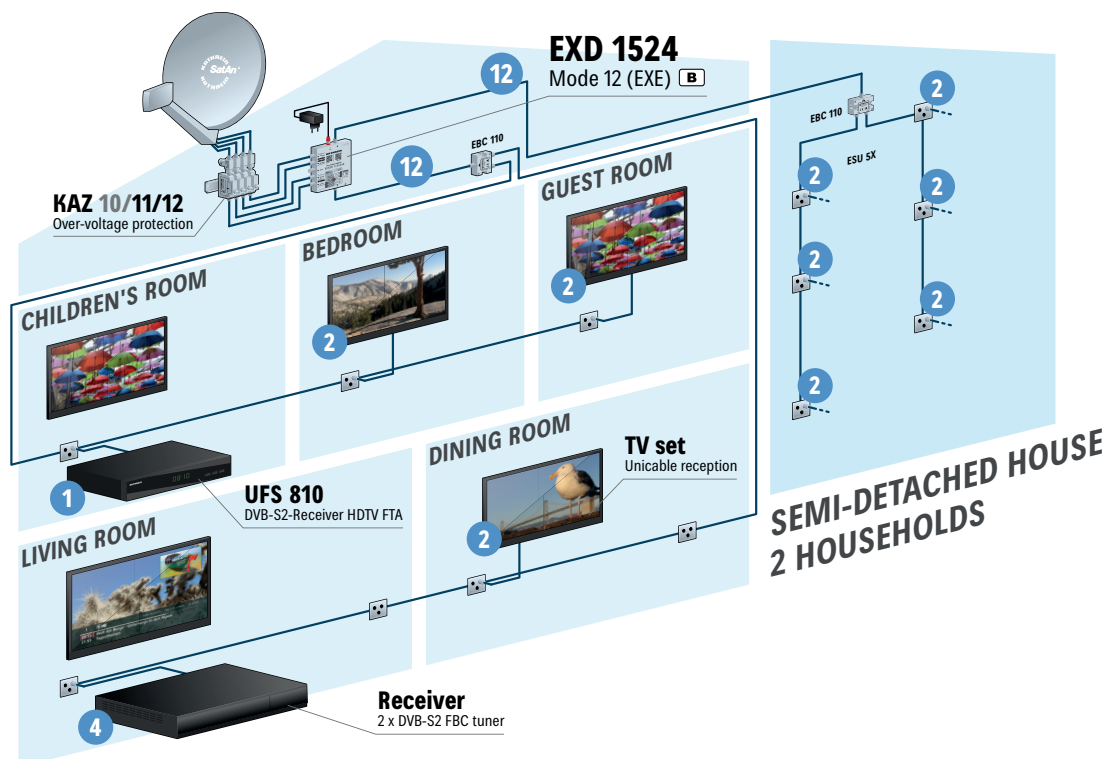 EXD 1524
Mode 12 (EXE) B
12
KATHREIN
SatAn
KATHREIN
EBC 110
12
KAZ 10/11/12
Over-voltage protection
EBC 110
ESU 5X
2
2
2
2
2
2
2
GUEST ROOM
2
BEDROOM
2
CHILDREN'S ROOM
1
UFS 810
DVB-S2-Receiver HDTV FTA
DINING ROOM
2
TV set
Unicable reception
LIVING ROOM
4
Receiver
2 x DVB-S2 FBC tuner
SEMI-DETACHED HOUSE
2 HOUSEHOLDS